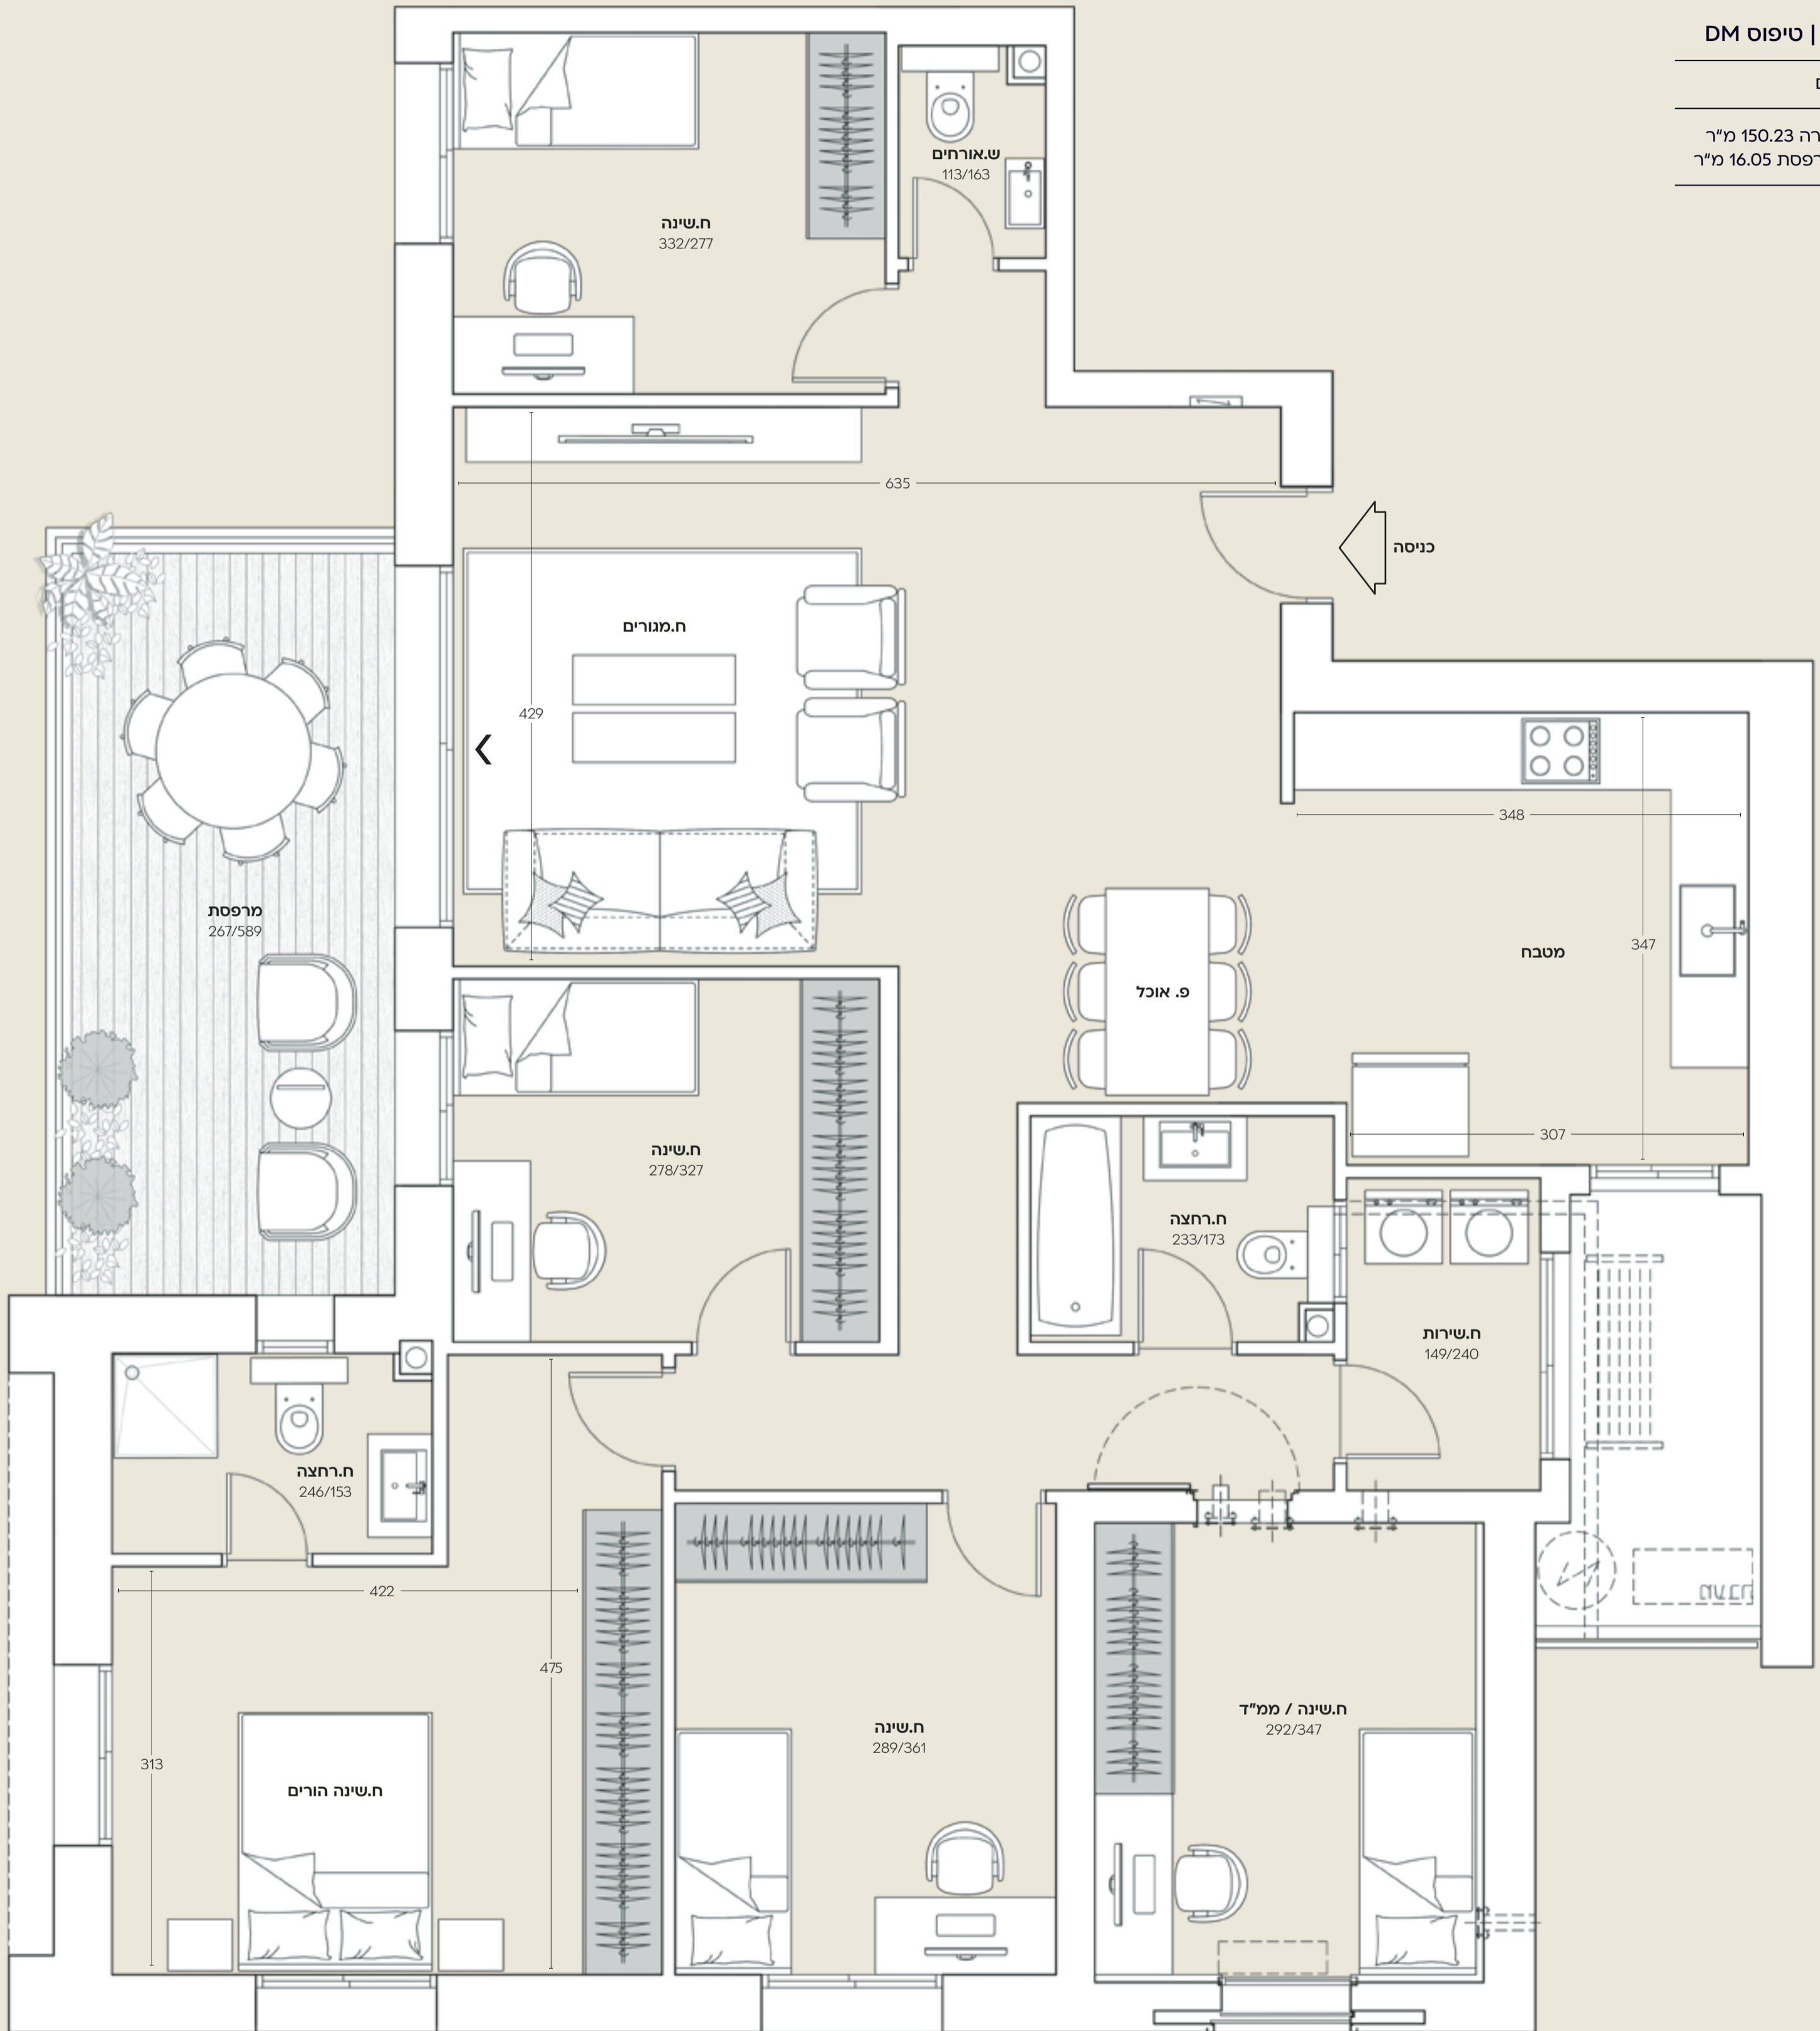 טיפוס DM |
רה 150.23 מ"ר
רפסת 16.05 מ"ר
ש.אורחים
113/163
ח.שינה
332/277
635
כניסה
ח.מגורים
429
348
מרפסת
267/589
מטבח
347
פ. אוכל
307
ח.שינה
278/327
ח.רחצה
233/173
ח.שירות
149/240
ח.רחצה
246/153
422
475
313
ח.שינה הורים
ח.שינה
289/361
ח.שינה / ממ"ד
292/347